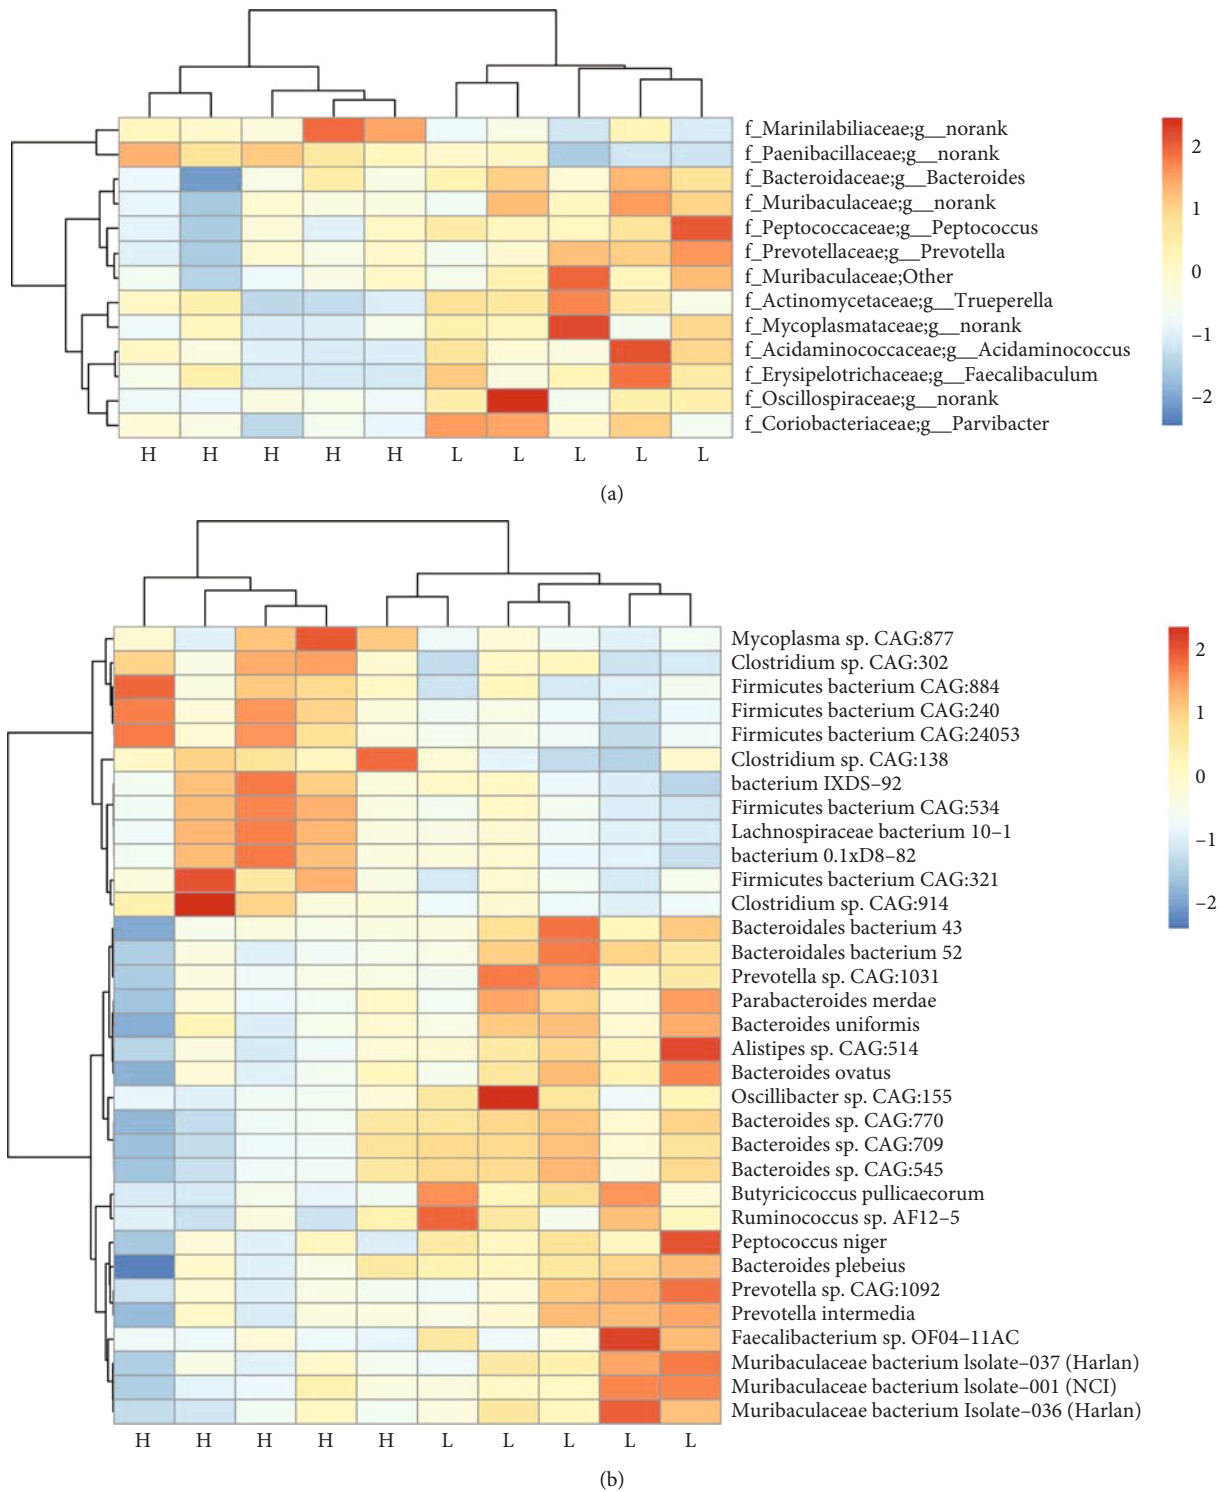 f_Marinilabiliaceae;g__norank
f_Paenibacillaceae;g__norank
f_Bacteroidaceae;g__Bacteroides
f_Muribaculaceae;g__norank
f_Peptococcaceae;g__Peptococcus
f_Prevotellaceae;g__Prevotella
f_Muribaculaceae;Other
f_Actinomycetaceae;g__Trueperella
f_Mycoplasmataceae;g__norank
f_Acidaminococcaceae;g__Acidaminococcus
f_Erysipelotrichaceae;g__Faecalibaculum
f_Oscillospiraceae;g__norank
f_Coriobacteriaceae;g__Parvibacter
2
1
0
−1
−2
H H H H H L L L L L
(a)
Mycoplasma sp. CAG:877
Clostridium sp. CAG:302
Firmicutes bacterium CAG:884
Firmicutes bacterium CAG:240
Firmicutes bacterium CAG:24053
Clostridium sp. CAG:138
bacterium IXDS−92
Firmicutes bacterium CAG:534
Lachnospiraceae bacterium 10−1
bacterium 0.1xD8−82
Firmicutes bacterium CAG:321
Clostridium sp. CAG:914
Bacteroidales bacterium 43
Bacteroidales bacterium 52
Prevotella sp. CAG:1031
Parabacteroides merdae
Bacteroides uniformis
Alistipes sp. CAG:514
Bacteroides ovatus
Oscillibacter sp. CAG:155
Bacteroides sp. CAG:770
Bacteroides sp. CAG:709
Bacteroides sp. CAG:545
Butyricicoccus pullicaecorum
Ruminococcus sp. AF12−5
Peptococcus niger
Bacteroides plebeius
Prevotella sp. CAG:1092
Prevotella intermedia
Faecalibacterium sp. OF04−11AC
Muribaculaceae bacterium lsolate−037 (Harlan)
Muribaculaceae bacterium lsolate−001 (NCI)
Muribaculaceae bacterium Isolate−036 (Harlan)
2
1
0
−1
−2
H H H H H L L L L L
(b)